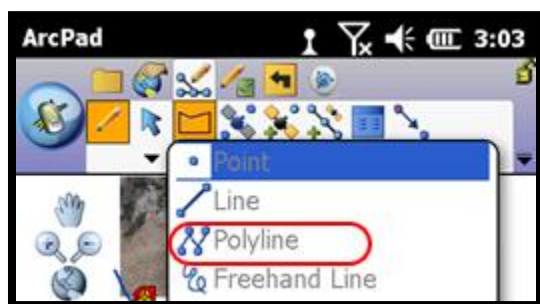 ArcPad 3:03
Point
Line
Polyline
Freehand Line